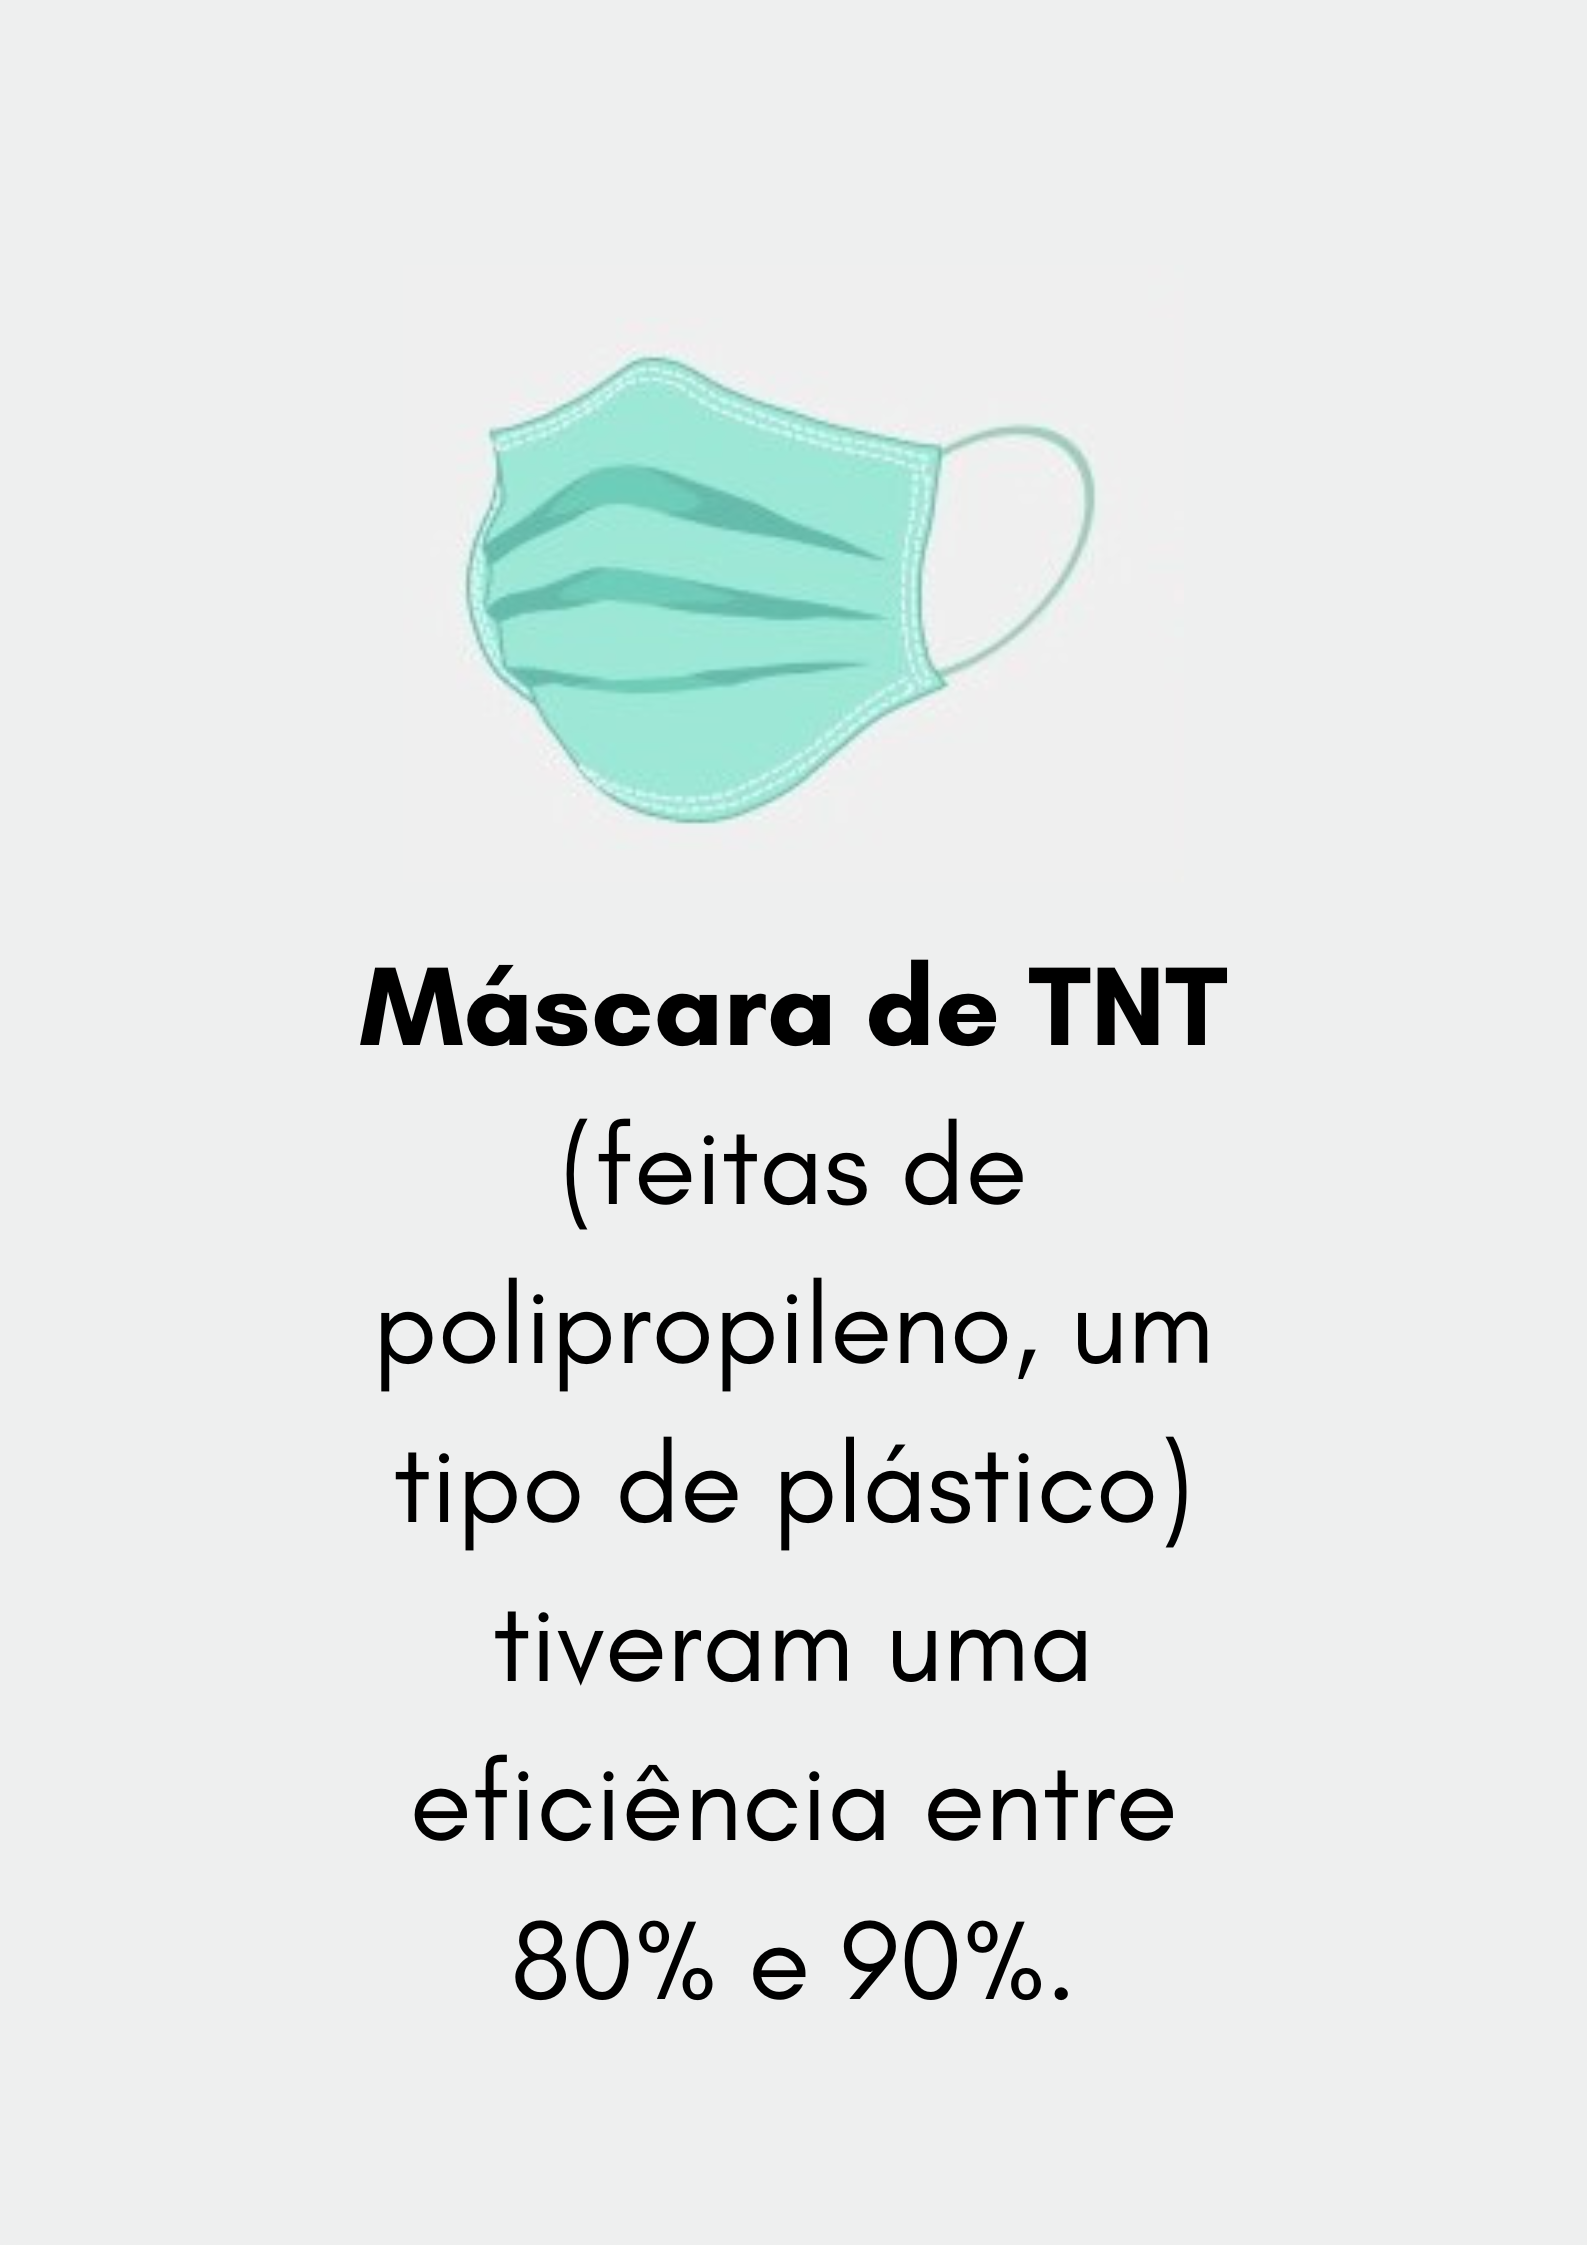 Máscara de TNT
(feitas de
polipropileno, um
tipo de plástico)
tiveram uma
eficiência entre
80% e 90%.